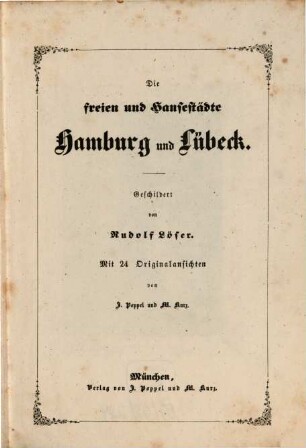 Die
freien und Hansestädte
Hamburg und Lübeck.
Geschildert
von
Rudolf Löser.
Mit 24 Originalansichten
von
J. Poppel und M. Kurz.
München,
Verlag von J. Poppel und M. Kurz.